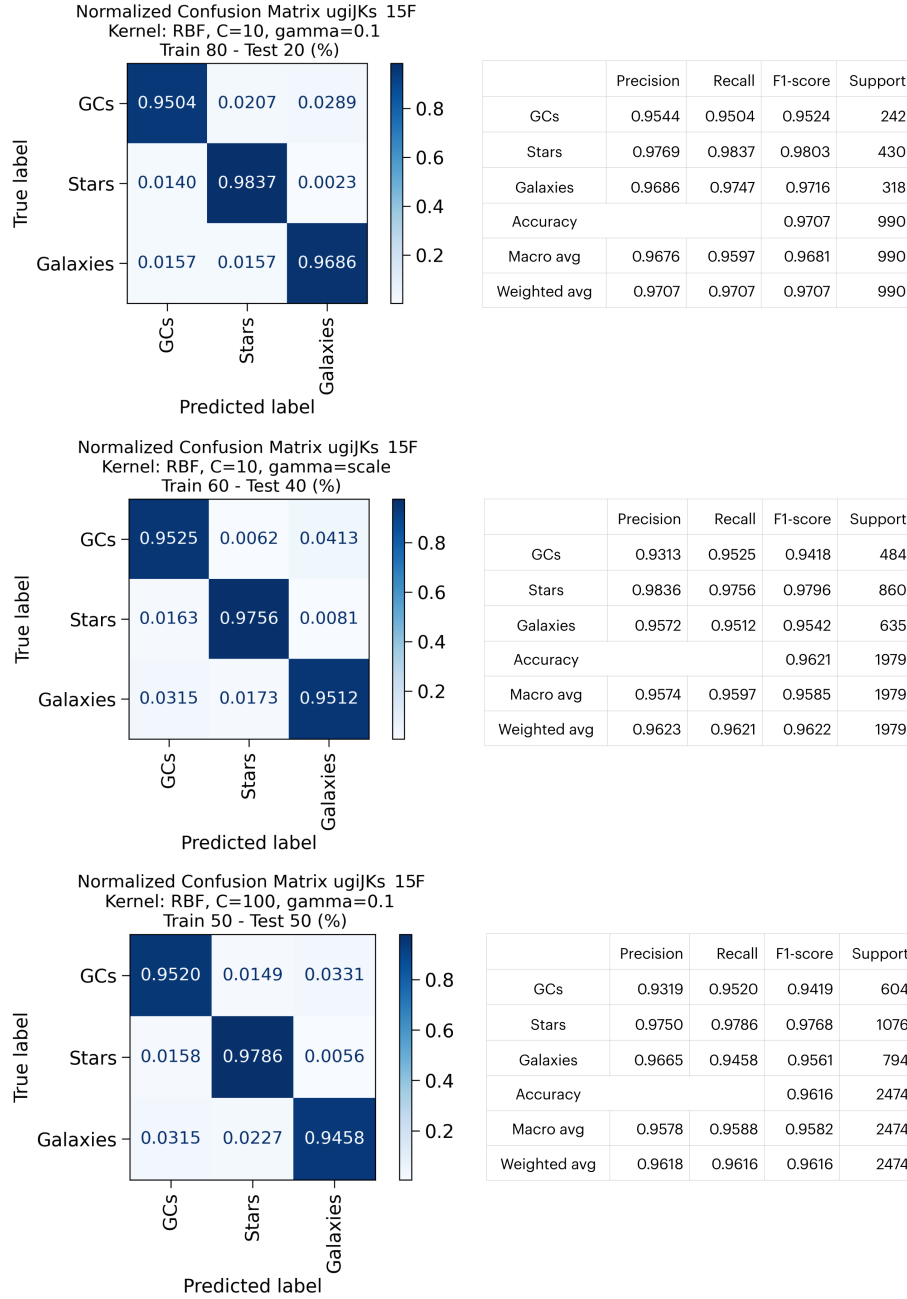 Normalized Confusion Matrix ugiJKs 15F
Kernel: RBF, C=10, gamma=0.1
Train 80 - Test 20 (%)
True label
GCs 0.9504 0.0207 0.0289
Stars 0.0140 0.9837 0.0023
Galaxies 0.0157 0.0157 0.9686
GCs Stars Galaxies
Predicted label
0.8
0.6
0.4
0.2
Precision Recall F1-score Support
GCs 0.9544 0.9504 0.9524 242
Stars 0.9769 0.9837 0.9803 430
Galaxies 0.9686 0.9747 0.9716 318
Accuracy 0.9707 990
Macro avg 0.9676 0.9597 0.9681 990
Weighted avg 0.9707 0.9707 0.9707 990
Normalized Confusion Matrix ugiJKs 15F
Kernel: RBF, C=10, gamma=scale
Train 60 - Test 40 (%)
True label
GCs 0.9525 0.0062 0.0413
Stars 0.0163 0.9756 0.0081
Galaxies 0.0315 0.0173 0.9512
GCs Stars Galaxies
Predicted label
0.8
0.6
0.4
0.2
Precision Recall F1-score Support
GCs 0.9313 0.9525 0.9418 484
Stars 0.9836 0.9756 0.9796 860
Galaxies 0.9572 0.9512 0.9542 635
Accuracy 0.9621 1979
Macro avg 0.9574 0.9597 0.9585 1979
Weighted avg 0.9623 0.9621 0.9622 1979
Normalized Confusion Matrix ugiJKs 15F
Kernel: RBF, C=100, gamma=0.1
Train 50 - Test 50 (%)
True label
GCs 0.9520 0.0149 0.0331
Stars 0.0158 0.9786 0.0056
Galaxies 0.0315 0.0227 0.9458
GCs Stars Galaxies
Predicted label
0.8
0.6
0.4
0.2
Precision Recall F1-score Support
GCs 0.9319 0.9520 0.9419 604
Stars 0.9750 0.9786 0.9768 1076
Galaxies 0.9665 0.9458 0.9561 794
Accuracy 0.9616 2474
Macro avg 0.9578 0.9588 0.9582 2474
Weighted avg 0.9618 0.9616 0.9616 2474